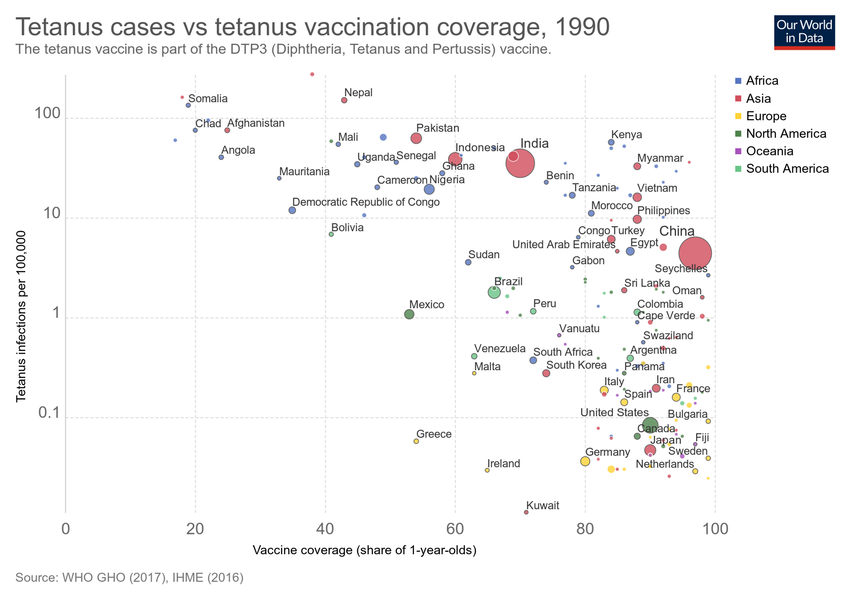 Tetanus cases vs tetanus vaccination coverage, 1990
The tetanus vaccine is part of the DTP3 (Diphtheria, Tetanus and Pertussis) vaccine.
Our World
in Data
Africa
Asia
Europe
North America
Oceania
South America
Tetanus infections per 100,000
100
10
1
0.1
Somalia
Nepal
Chad
Afghanistan
Angola
Mali
Pakistan
Uganda
Senegal
Indonesia
India
Ghana
Kenya
Myanmar
Mauritania
Cameron
Nigeria
Benin
Tanzania
Vietnam
Democratic Republic of Congo
Morocco
Philippines
Bolivia
Congo
Turkey
China
United Arab Emirates
Egypt
Sudan
Gabon
Seychelles
Brazil
Sri Lanka
Oman
Mexico
Peru
Colombia
Cape Verde
Vanuatu
Swaziland
Venezuela
South Africa
Argentina
Malta
South Korea
Panama
Italy
Iran
Spain
France
United States
Bulgaria
Greece
Canada
Japan
Fiji
Ireland
Germany
Sweden
Netherlands
Kuwait
0
20
40
60
80
100
Vaccine coverage (share of 1-year-olds)
Source: WHO GHO (2017), IHME (2016)